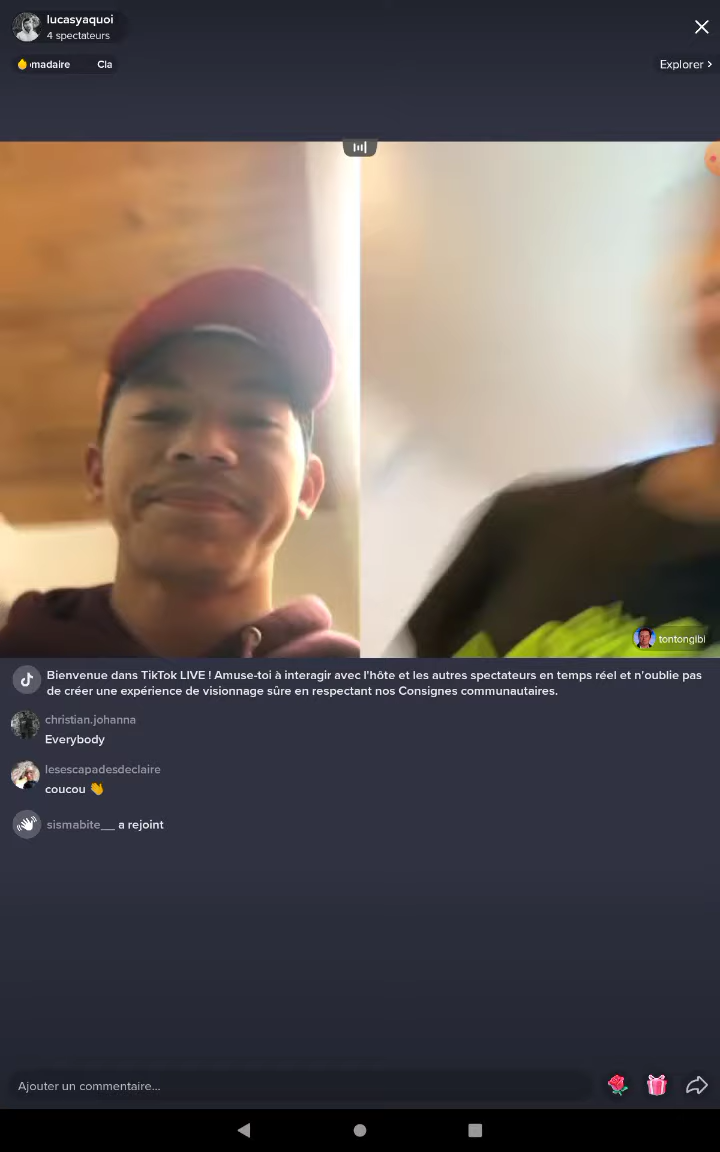 lucasyaquoi
4 spectateurs
madaire
Cla
Explorer >
tontongibi
Bienvenue dans TikTok LIVE ! Amuse-toi à interagir avec l'hôte et les autres spectateurs en temps réel et n'oublie pas
de créer une expérience de visionnage sûre en respectant nos Consignes communautaires.
christian.johanna
Everybody
lesescapadesdeclaire
coucou 👋
sismabite__ a rejoint
Ajouter un commentaire...